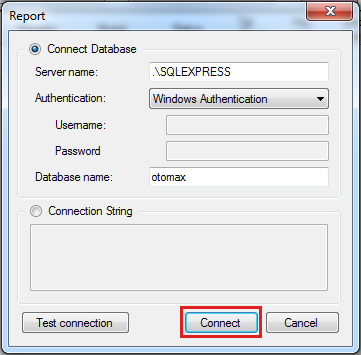 Report
Connect Database
Server name: .\SQLEXPRESS
Authentication: Windows Authentication
Username:
Password
Database name: otomax
Connection String
Test connection Connect Cancel